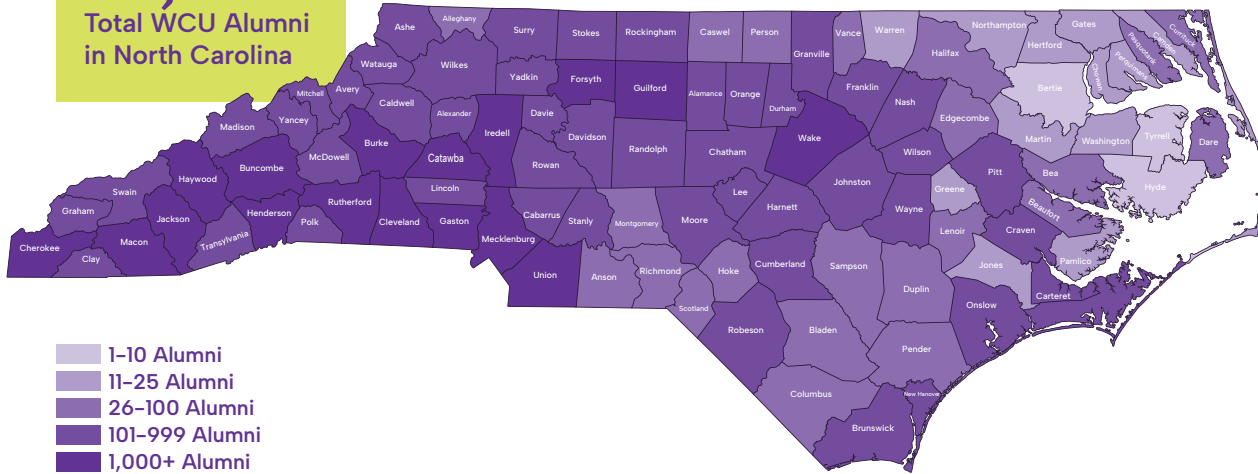 Total WCU Alumni
in North Carolina
Ashe
Alleghany
Surry
Stokes
Rockingham
Caswel
Person
Granville
Vance
Warren
Northampton
Hertford
Gates
Pasquotank
Camden
Currituck
Perquimans
Chowan
Halifax
Bertie
Watauga
Wilkes
Yadkin
Forsyth
Guilford
Alamance
Orange
Durham
Franklin
Nash
Edgecombe
Martin
Washington
Tyrrell
Dare
Mitchell
Avery
Caldwell
Alexander
Iredell
Davie
Davidson
Randolph
Chatham
Wake
Wilson
Madison
Yancey
McDowell
Burke
Catawba
Rowan
Johnston
Greene
Pitt
Bea
Hyde
Haywood
Buncombe
Rutherford
Lincoln
Cabarrus
Stanly
Montgomery
Moore
Lee
Harnett
Wayne
Lenoir
Craven
Beaufort
Pamlico
Swain
Graham
Jackson
Henderson
Polk
Cleveland
Gaston
Mecklenburg
Cherokee
Clay
Macon
Transylvania
Union
Anson
Richmond
Scotland
Hoke
Cumberland
Sampson
Duplin
Jones
Onslow
Carteret
Robeson
Bladen
Pender
Columbus
Brunswick
New Hanover
1–10 Alumni
11–25 Alumni
26–100 Alumni
101–999 Alumni
1,000+ Alumni